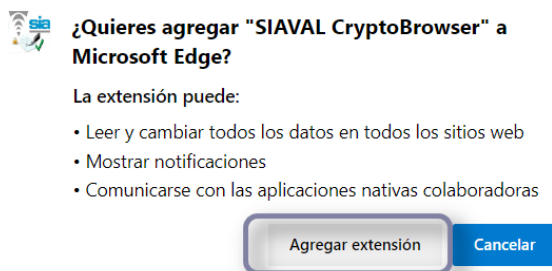 sia
¿Quieres agregar "SIAVAL CryptoBrowser" a
Microsoft Edge?
La extensión puede:
• Leer y cambiar todos los datos en todos los sitios web
• Mostrar notificaciones
• Comunicarse con las aplicaciones nativas colaboradoras
Agregar extensión Cancelar